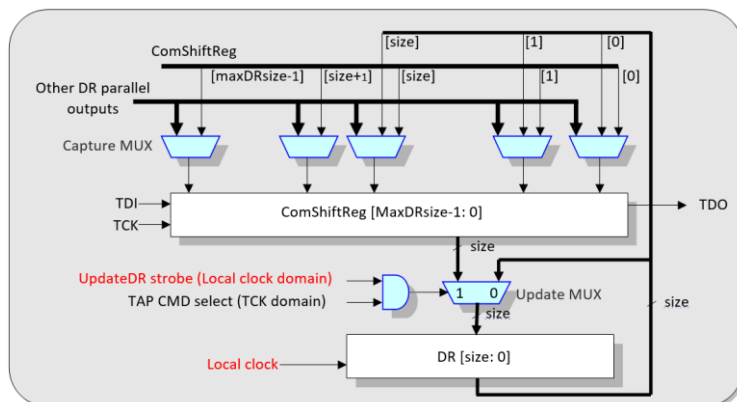 [size]
[1]
[0]
ComShiftReg
[maxDRsize-1]
[size+1]
[size]
[1]
[0]
Other DR parallel
outputs
Capture MUX
TDI
TCK
ComShiftReg [MaxDRsize-1: 0]
TDO
size
UpdateDR strobe (Local clock domain)
TAP CMD select (TCK domain)
1 0
Update MUX
size
size
DR [size: 0]
Local clock